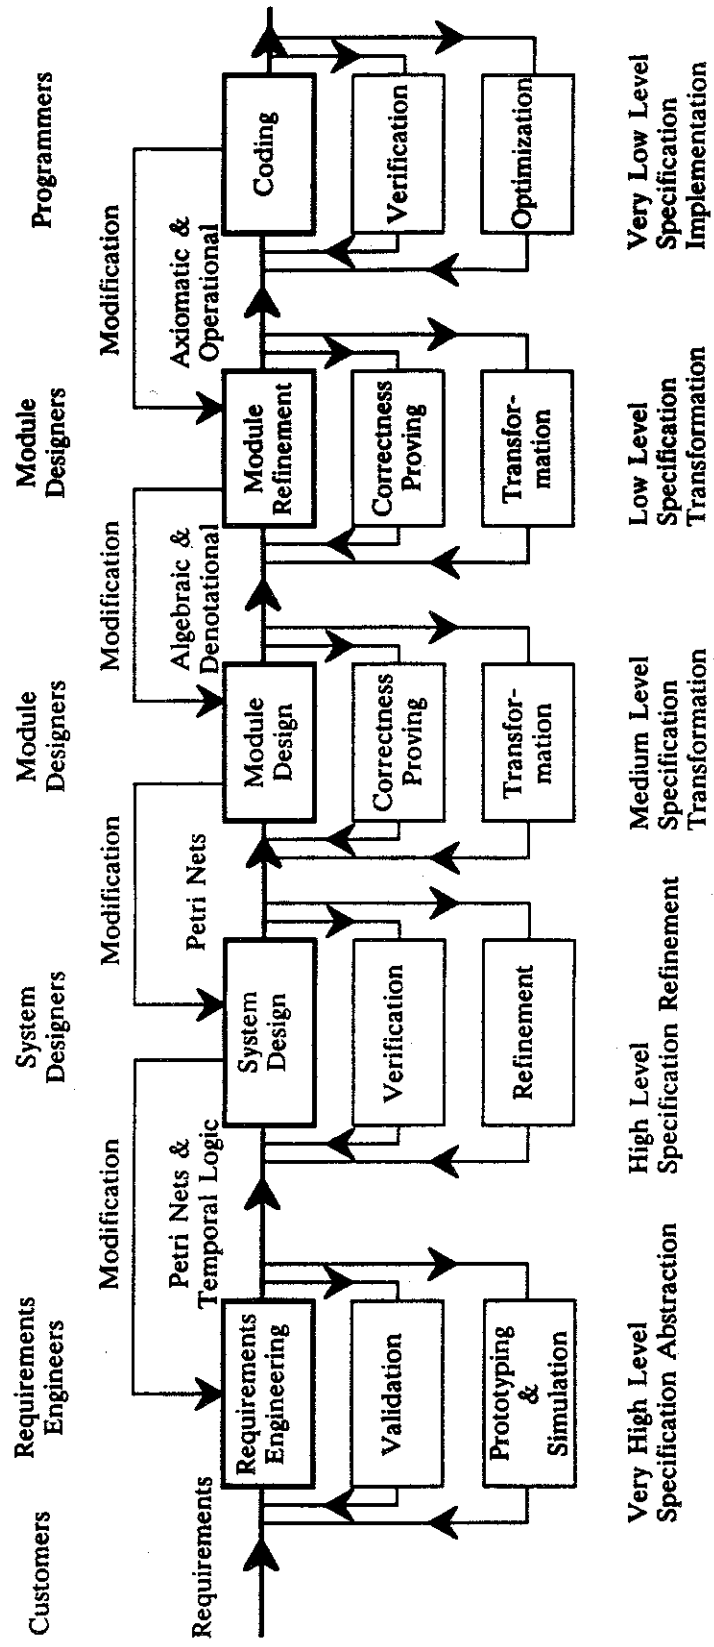 Customers
Requirements
Engineers
System
Designers
Module
Designers
Module
Designers
Programmers
Modification
Modification
Modification
Modification
Requirements
Petri Nets &
Temporal Logic
Petri Nets
Algebraic &
Denotational
Axiomatic &
Operational
Requirements
Engineering
System
Design
Module
Design
Module
Refinement
Coding
Validation
Verification
Correctness
Proving
Correctness
Proving
Verification
Prototyping
&
Simulation
Refinement
Transfor-
mation
Transfor-
mation
Optimization
Very High Level
Specification Abstraction
High Level
Specification Refinement
Medium Level
Specification
Transformation
Low Level
Specification
Transformation
Very Low Level
Specification
Implementation